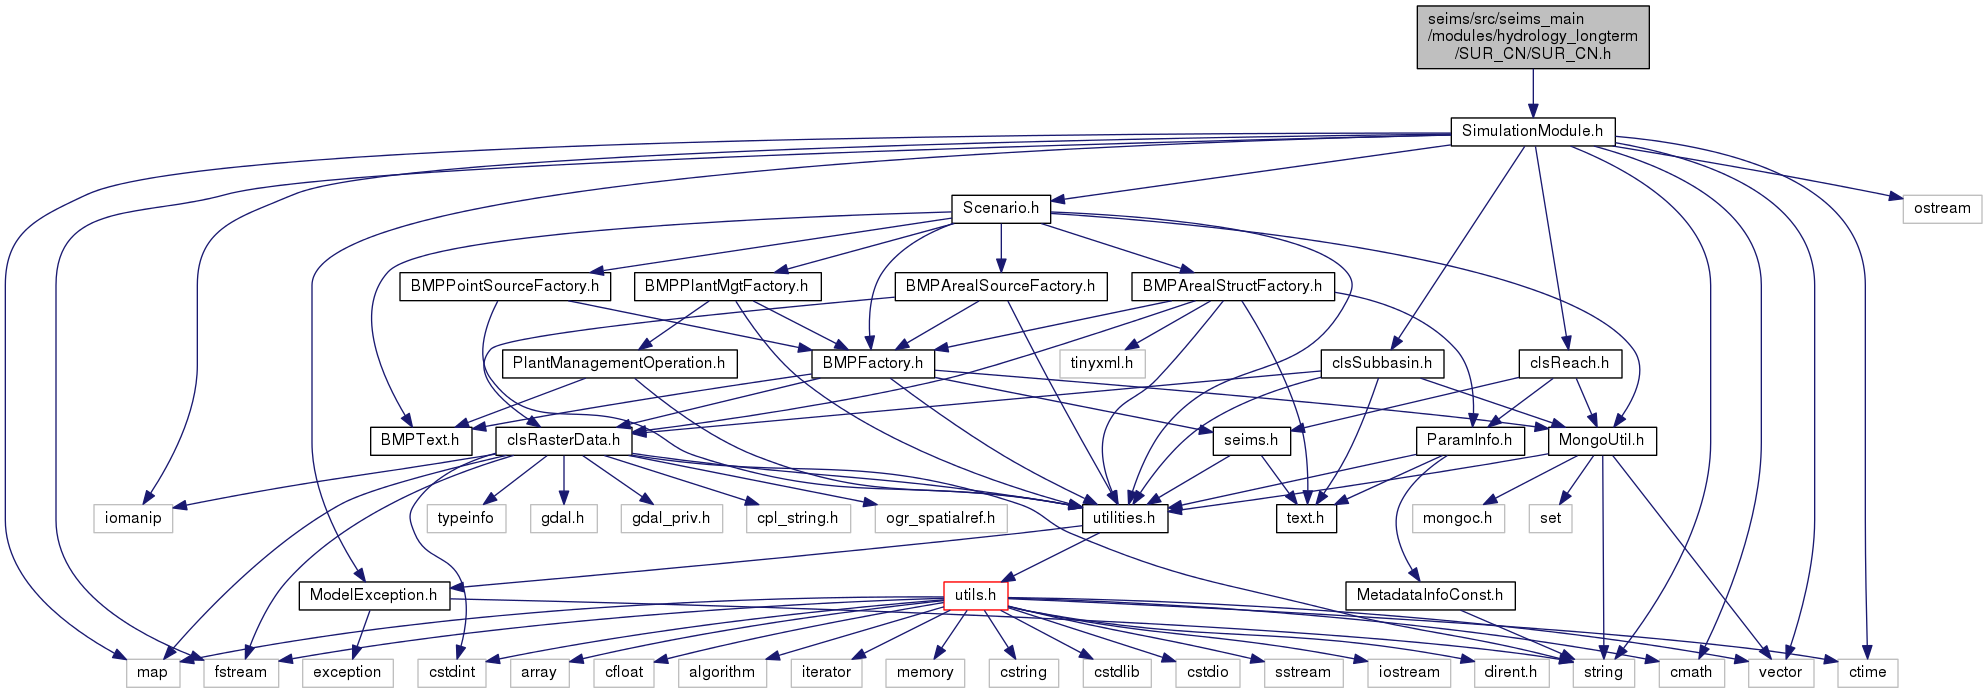 seims/src/seims_main
/modules/hydrology_longterm
/SUR_CN/SUR_CN.h
SimulationModule.h
Scenario.h
ostream
BMPPointSourceFactory.h
BMPPlantMgtFactory.h
BMPArealSourceFactory.h
BMPArealStructFactory.h
PlantManagementOperation.h
BMPFactory.h
tinyxml.h
clsSubbasin.h
clsReach.h
BMPText.h
clsRasterData.h
seims.h
ParamInfo.h
MongoUtil.h
iomanip
typeinfo
gdal.h
gdal_priv.h
cpl_string.h
ogr_spatialref.h
utilities.h
text.h
mongoc.h
set
ModelException.h
utils.h
MetadataInfoConst.h
map
fstream
exception
cstdint
array
cfloat
algorithm
iterator
memory
cstring
cstdlib
cstdio
sstream
iostream
dirent.h
string
cmath
vector
ctime